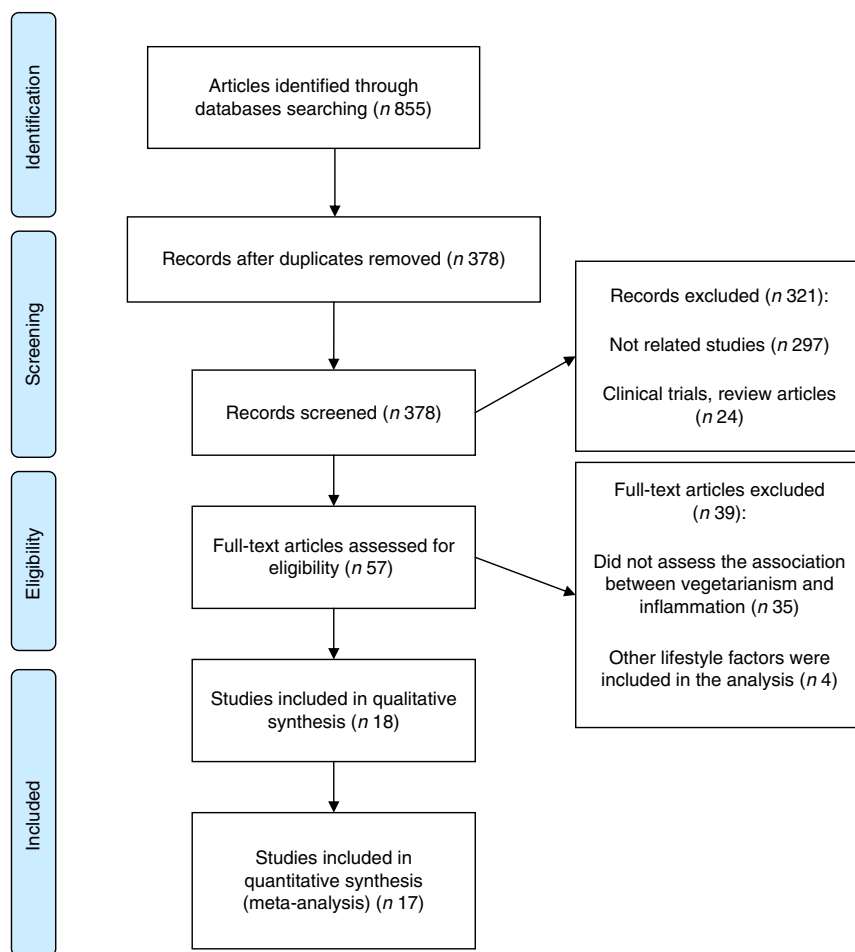 Identification
Articles identified through
databases searching (n 855)
Screening
Records after duplicates removed (n 378)
Records screened (n 378)
Records excluded (n 321):
Not related studies (n 297)
Clinical trials, review articles
(n 24)
Eligibility
Full-text articles assessed for
eligibility (n 57)
Full-text articles excluded
(n 39):
Did not assess the association
between vegetarianism and
inflammation (n 35)
Other lifestyle factors were
included in the analysis (n 4)
Included
Studies included in qualitative
synthesis (n 18)
Studies included in
quantitative synthesis
(meta-analysis) (n 17)